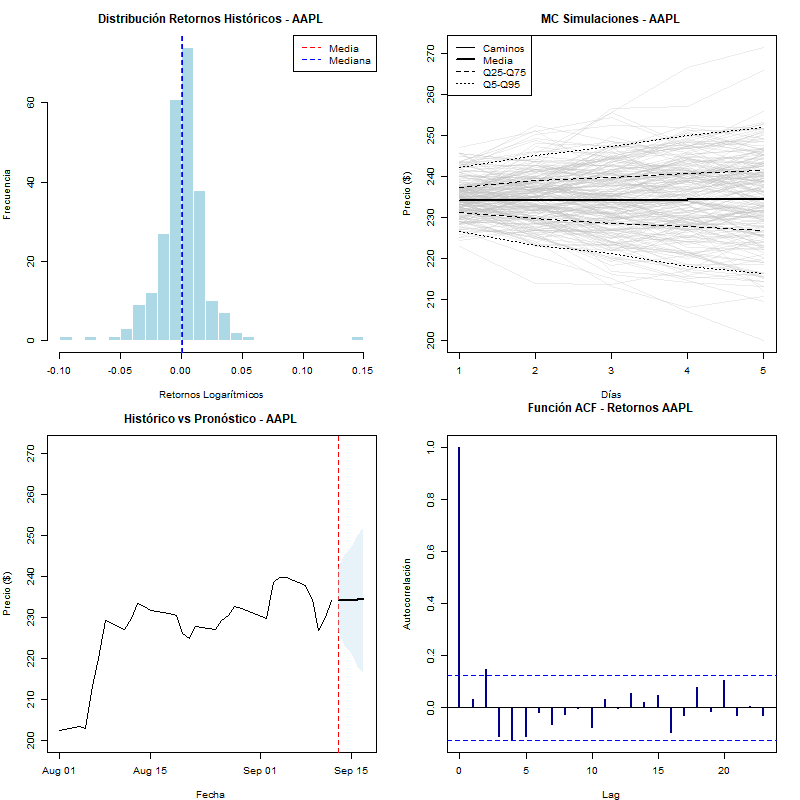 Distribución Retornos Históricos - AAPL
Media
Mediana
Frecuencia
60
40
20
0
-0.10 -0.05 0.00 0.05 0.10 0.15
Retornos Logarítmicos
MC Simulaciones - AAPL
Caminos
Media
Q25-Q75
Q5-Q95
Precio ($)
270
260
250
240
230
220
210
200
1 2 3 4 5
Días
Histórico vs Pronóstico - AAPL
Precio ($)
270
260
250
240
230
220
210
200
Aug 01 Aug 15 Sep 01 Sep 15
Fecha
Función ACF - Retornos AAPL
Autocorrelación
1.0
0.8
0.6
0.4
0.2
0.0
0 5 10 15 20
Lag